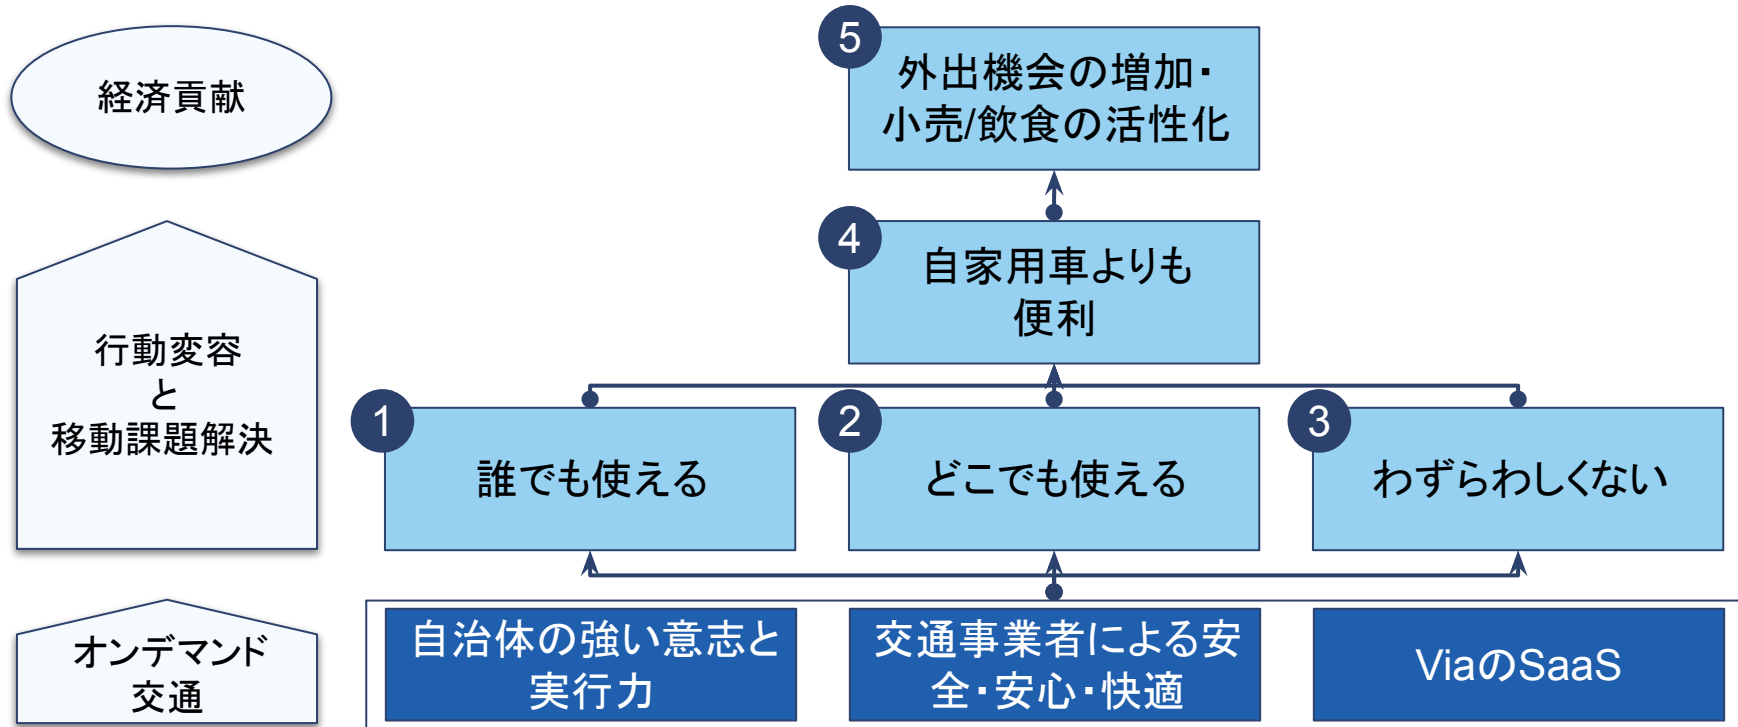 経済貢献
5
外出機会の増加・
小売/飲食の活性化
行動変容
と
移動課題解決
4
自家用車よりも
便利
1
誰でも使える
2
どこでも使える
3
わずらわしくない
オンデマンド
交通
自治体の強い意志と
実行力
交通事業者による安
全・安心・快適
ViaのSaaS